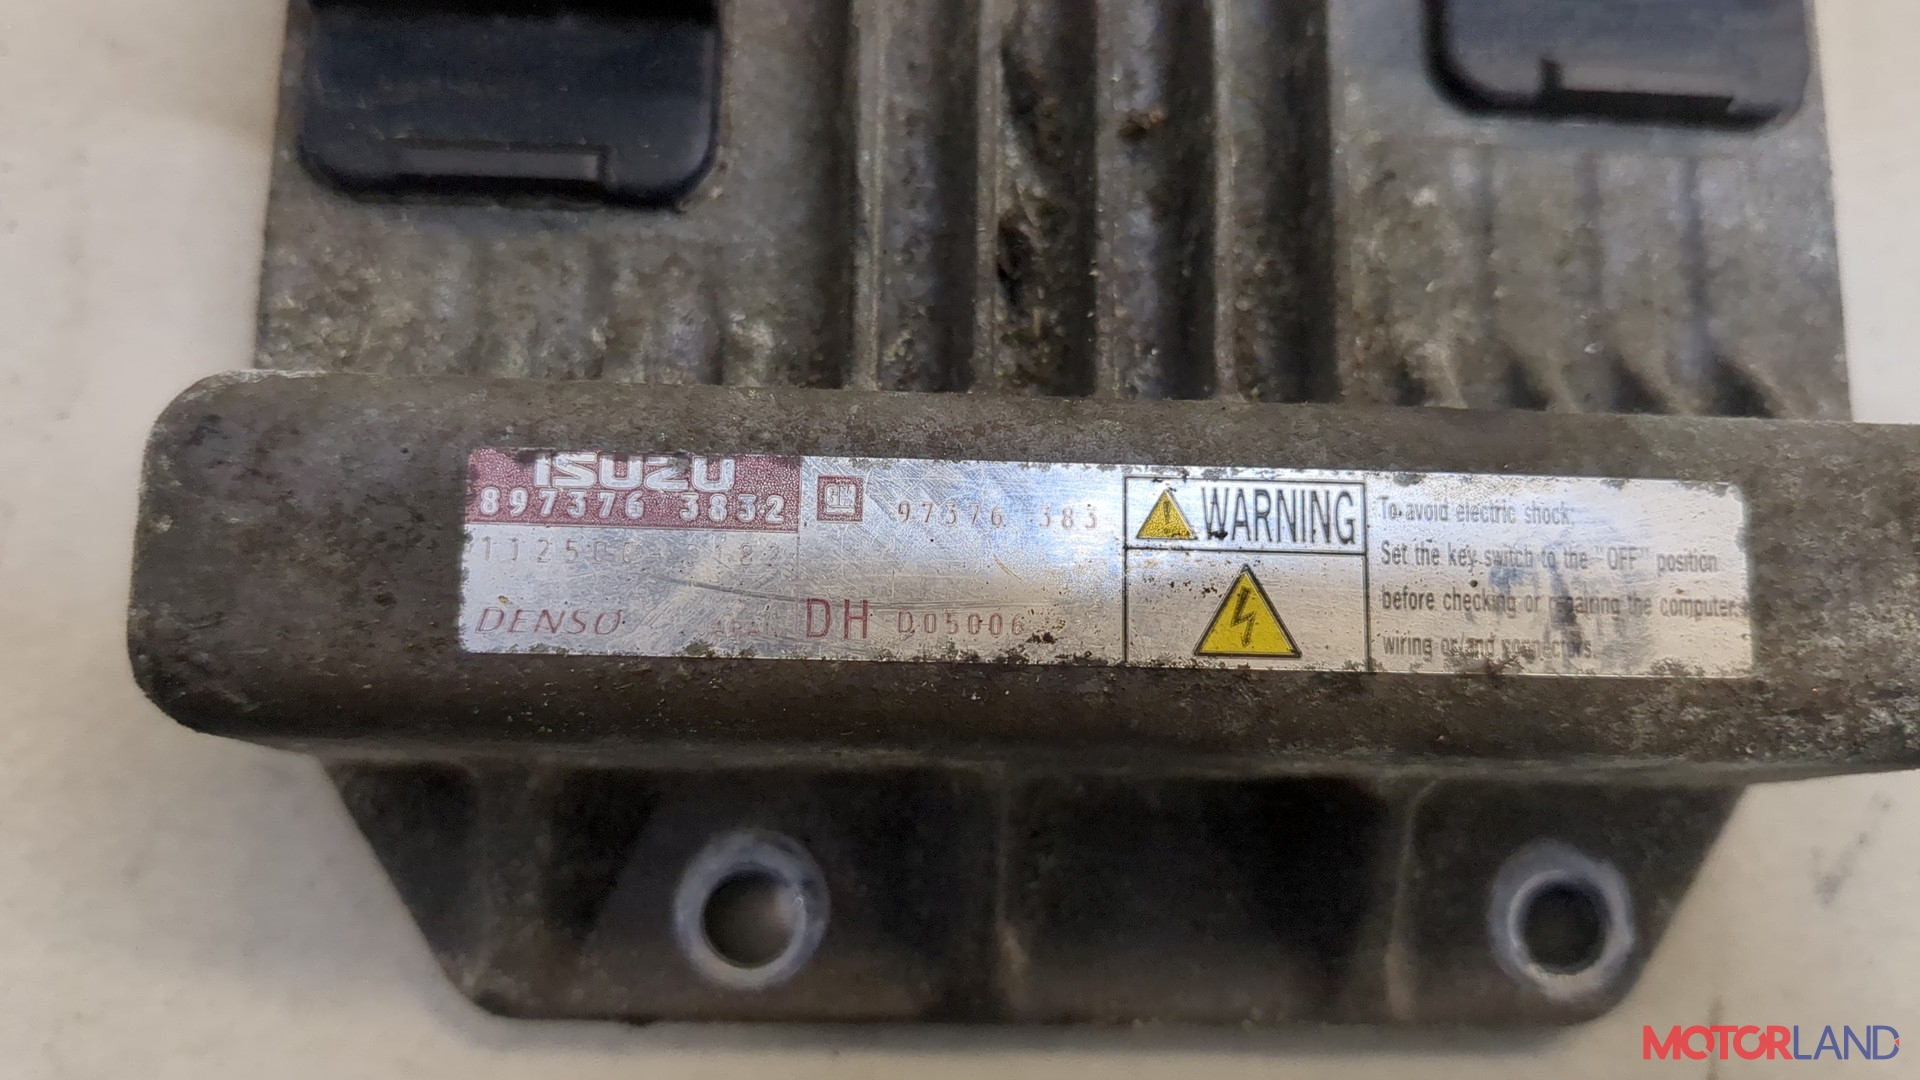 ISUZU
897376 3832
GM 97376 383
DENSO
DH D05006
WARNING
To avoid electric shock,
Set the key switch to the "OFF" position
before checking or repairing the computer,
wiring or/and connectors.
MOTORLAND